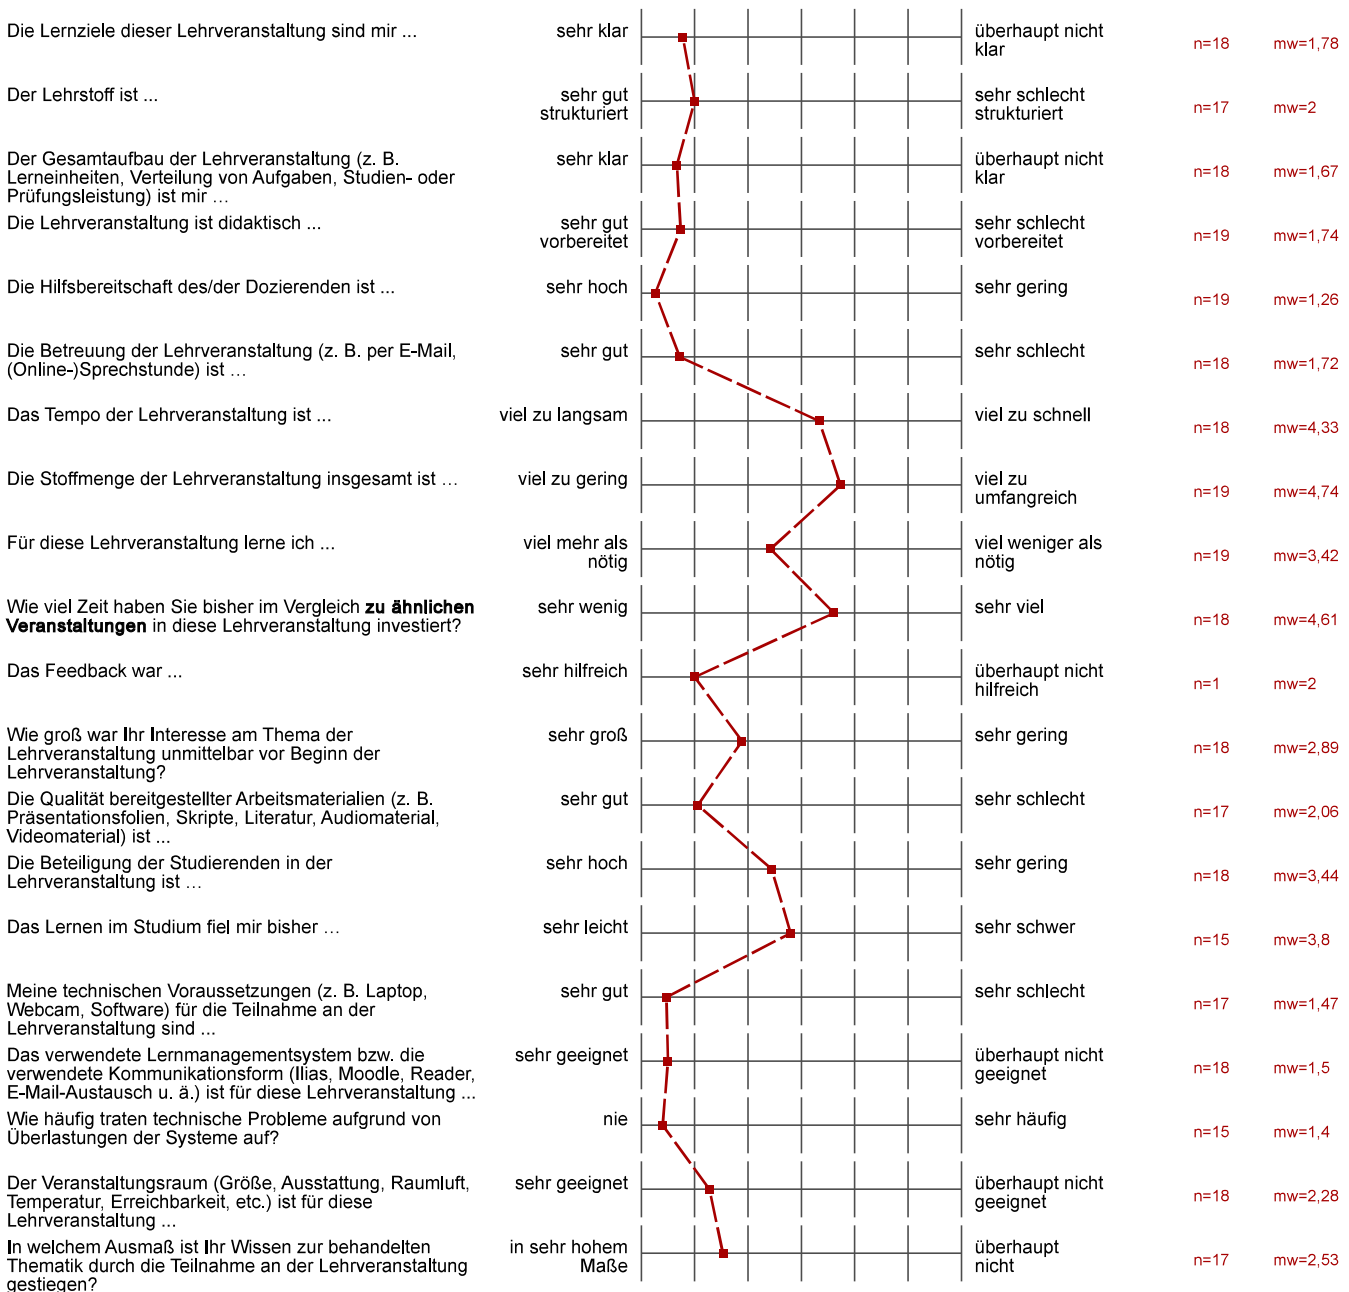 Die Lernziele dieser Lehrveranstaltung sind mir ... sehr klar überhaupt nicht n=18 mw=1,78
klar
Der Lehrstoff ist ... sehr gut sehr schlecht n=17 mw=2
strukturiert strukturiert
Der Gesamtaufbau der Lehrveranstaltung (z. B. sehr klar überhaupt nicht n=18 mw=1,67
Lerneinheiten, Verteilung von Aufgaben, Studien- oder klar
Prüfungsleistung) ist mir ...
Die Lehrveranstaltung ist didaktisch ... sehr gut sehr schlecht n=19 mw=1,74
vorbereitet vorbereitet
Die Hilfsbereitschaft des/der Dozierenden ist ... sehr hoch sehr gering n=19 mw=1,26
Die Betreuung der Lehrveranstaltung (z. B. per E-Mail, sehr gut sehr schlecht n=18 mw=1,72
(Online-)Sprechstunde) ist ...
Das Tempo der Lehrveranstaltung ist ... viel zu langsam viel zu schnell n=18 mw=4,33
Die Stoffmenge der Lehrveranstaltung insgesamt ist ... viel zu gering viel zu n=19 mw=4,74
umfangreich
Für diese Lehrveranstaltung lerne ich ... viel mehr als viel weniger als n=19 mw=3,42
nötig nötig
Wie viel Zeit haben Sie bisher im Vergleich zu ähnlichen sehr wenig sehr viel n=18 mw=4,61
Veranstaltungen in diese Lehrveranstaltung investiert?
Das Feedback war ... sehr hilfreich überhaupt nicht n=1 mw=2
hilfreich
Wie groß war Ihr Interesse am Thema der sehr groß sehr gering n=18 mw=2,89
Lehrveranstaltung unmittelbar vor Beginn der
Lehrveranstaltung?
Die Qualität bereitgestellter Arbeitsmaterialien (z. B. sehr gut sehr schlecht n=17 mw=2,06
Präsentationsfolien, Skripte, Literatur, Audiomaterial,
Videomaterial) ist ...
Die Beteiligung der Studierenden in der sehr hoch sehr gering n=18 mw=3,44
Lehrveranstaltung ist ...
Das Lernen im Studium fiel mir bisher ... sehr leicht sehr schwer n=15 mw=3,8
Meine technischen Voraussetzungen (z. B. Laptop, sehr gut sehr schlecht n=17 mw=1,47
Webcam, Software) für die Teilnahme an der
Lehrveranstaltung sind ...
Das verwendete Lernmanagementsystem bzw. die sehr geeignet überhaupt nicht n=18 mw=1,5
verwendete Kommunikationsform (Ilias, Moodle, Reader, geeignet
E-Mail-Austausch u. ä.) ist für diese Lehrveranstaltung ...
Wie häufig traten technische Probleme aufgrund von nie sehr häufig n=15 mw=1,4
Überlastungen der Systeme auf?
Der Veranstaltungsraum (Größe, Ausstattung, Raumluft, sehr geeignet überhaupt nicht n=18 mw=2,28
Temperatur, Erreichbarkeit, etc.) ist für diese geeignet
Lehrveranstaltung ...
In welchem Ausmaß ist Ihr Wissen zur behandelten in sehr hohem überhaupt n=17 mw=2,53
Thematik durch die Teilnahme an der Lehrveranstaltung Maße nicht
gestiegen?